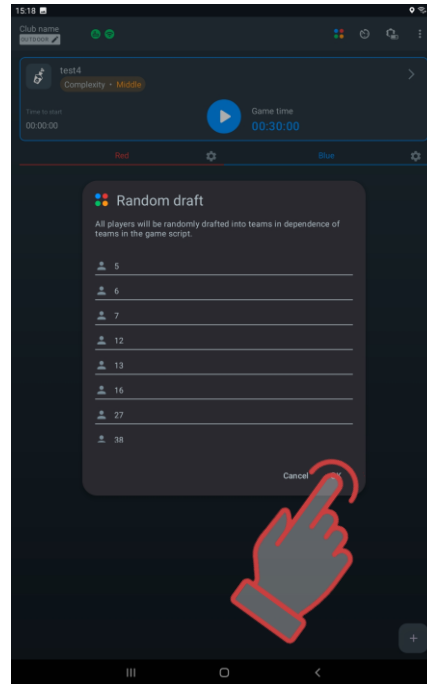 15:18
Club name
OUTDOOR
test4
Complexity • Middle
Time to start
00:00:00
Game time
00:30:00
Red
Blue
Random draft
All players will be randomly drafted into teams in dependence of
teams in the game script.
5
6
7
12
13
16
27
38
Cancel